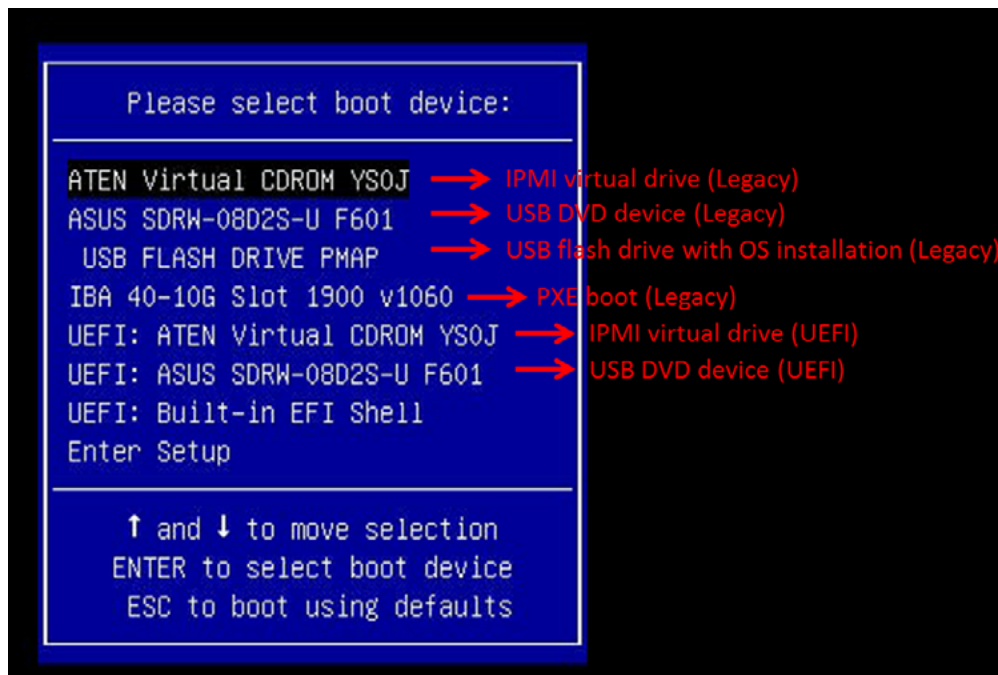 Please select boot device:
ATEN Virtual CDROM YS0J → IPMI virtual drive (Legacy)
ASUS SDRW-08D2S-U F601 → USB DVD device (Legacy)
USB FLASH DRIVE PMAP → USB flash drive with OS installation (Legacy)
IBA 40-10G Slot 1900 v1060 → PXE boot (Legacy)
UEFI: ATEN Virtual CDROM YS0J → IPMI virtual drive (UEFI)
UEFI: ASUS SDRW-08D2S-U F601 → USB DVD device (UEFI)
UEFI: Built-in EFI Shell
Enter Setup
↑ and ↓ to move selection
ENTER to select boot device
ESC to boot using defaults